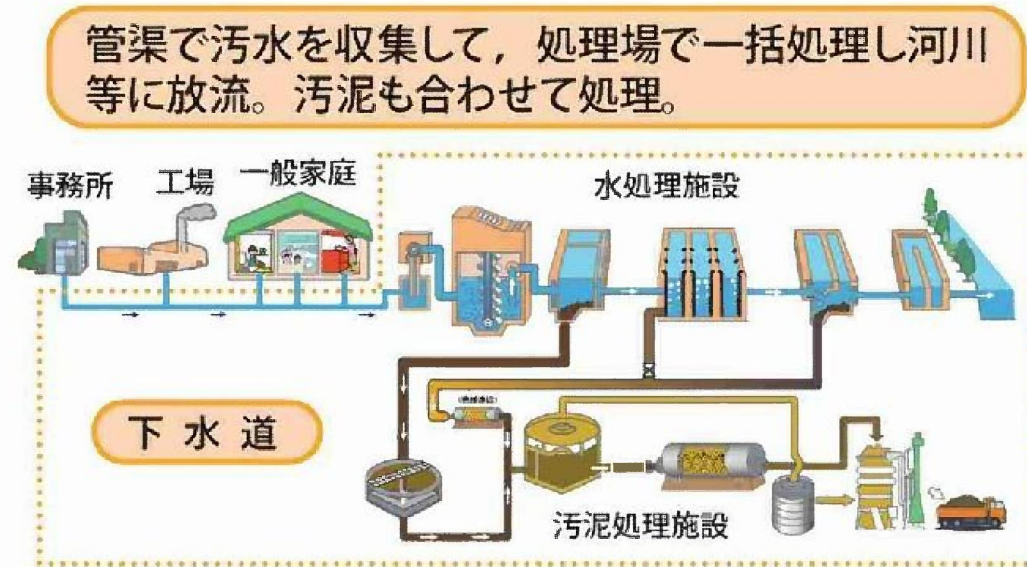 管渠で汚水を収集して，処理場で一括処理し河川
等に放流。汚泥も合わせて処理。
事務所
工場
一般家庭
水処理施設
下水道
汚泥処理施設